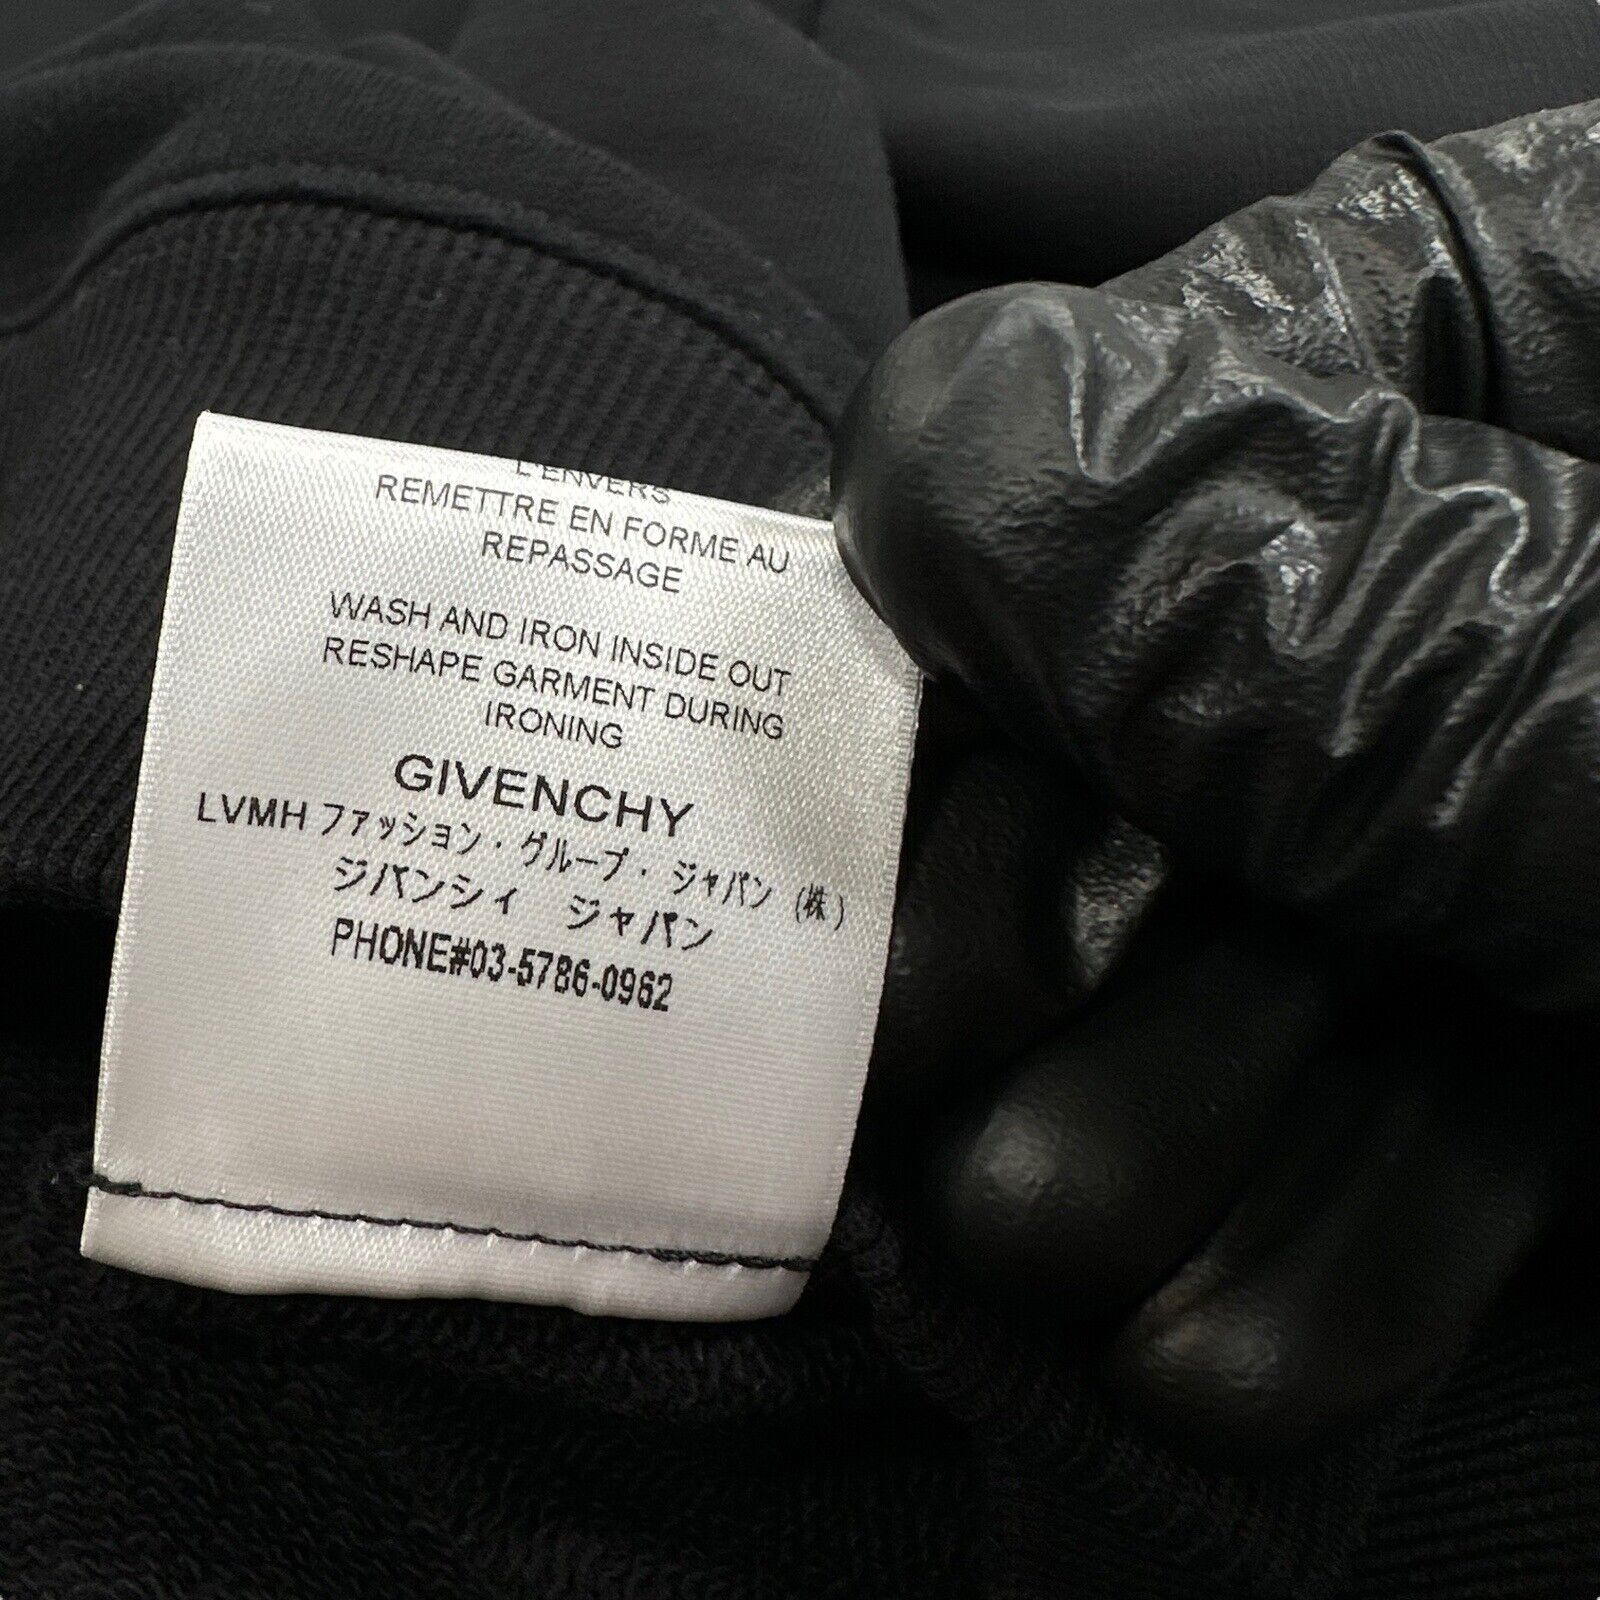 L'ENVERS
REMETTRE EN FORME AU
REPASSAGE
WASH AND IRON INSIDE OUT
RESHAPE GARMENT DURING
IRONING
GIVENCHY
LVMH ファッション・グループ・ジャパン (株)
ジバンシィ ジャパン
PHONE#03-5786-0962